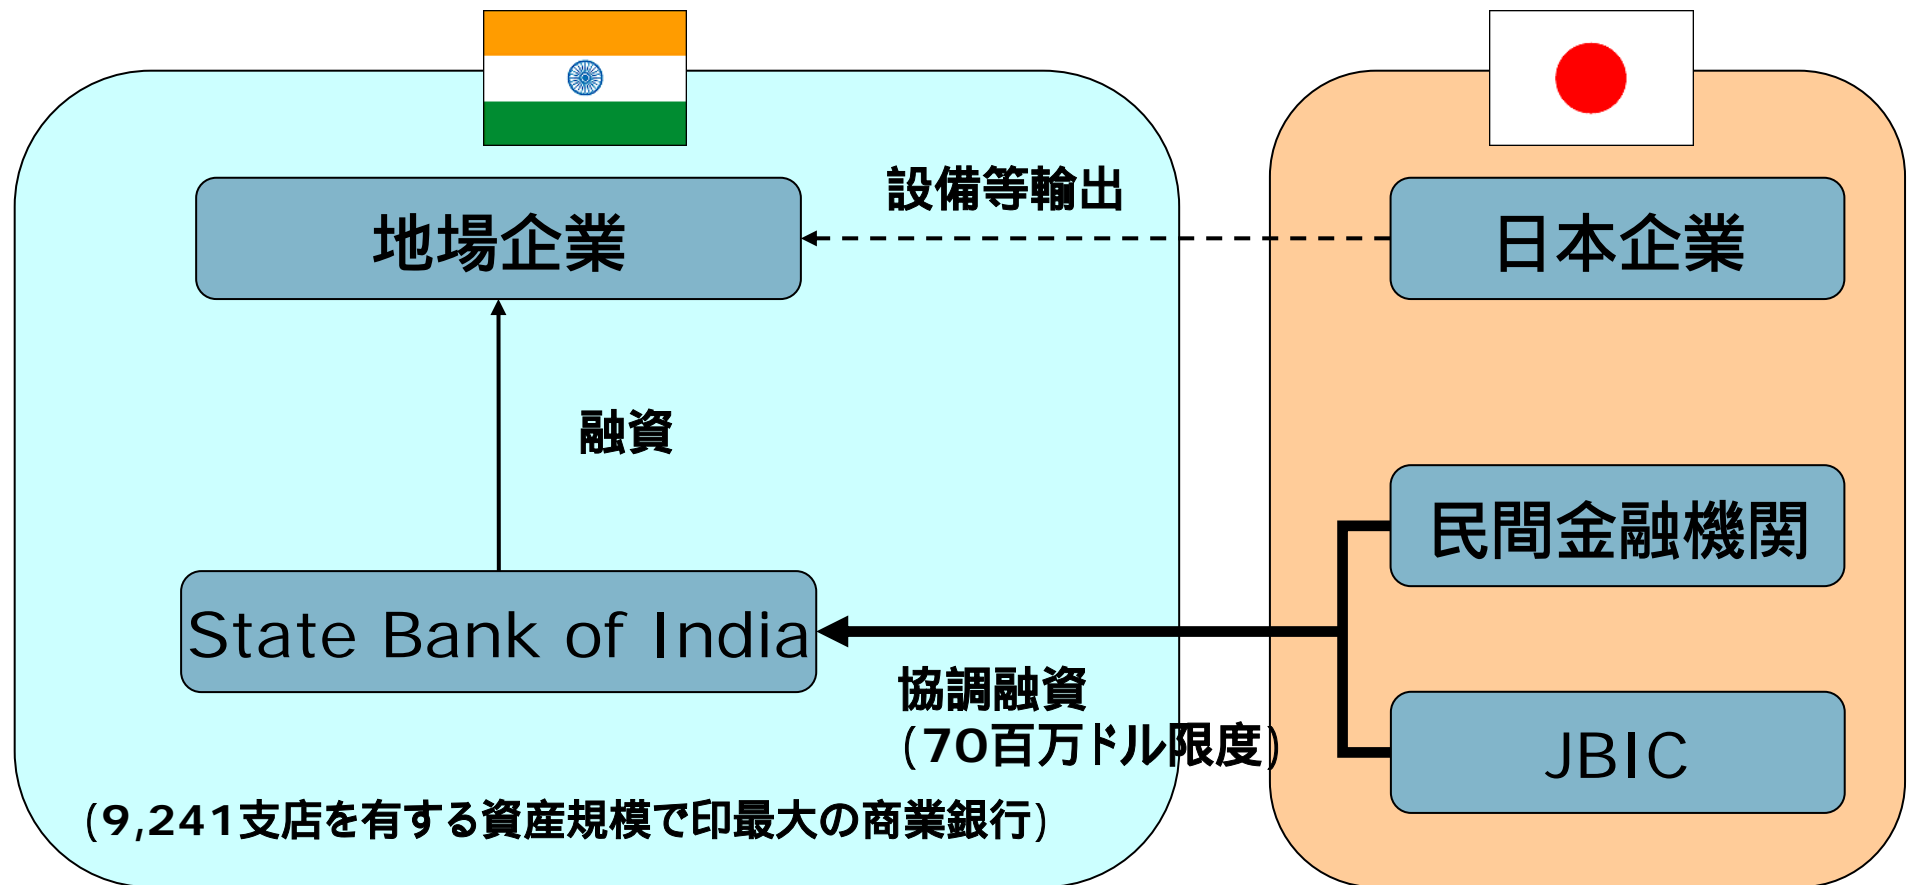 設備等輸出
地場企業
日本企業
融資
民間金融機関
State Bank of India
協調融資
(70百万ドル限度)
JBIC
(9,241支店を有する資産規模で印最大の商業銀行)